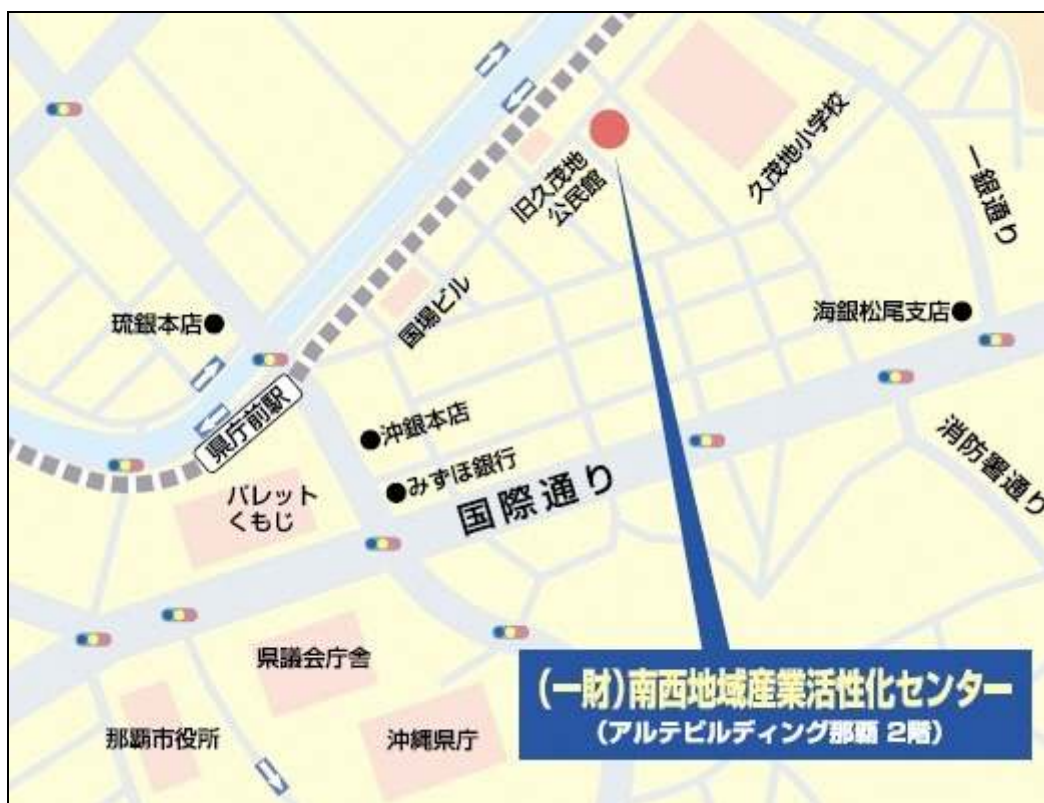 久茂地小学校
一銀通り
旧久茂地
公民館
国場ビル
琉銀本店
海銀松尾支店
県庁前駅
沖銀本店
みずほ銀行
国際通り
消防署通り
パレット
くもじ
県議会庁舎
那覇市役所
沖縄県庁
(一財)南西地域産業活性化センター
(アルテビルディング那覇 2階)